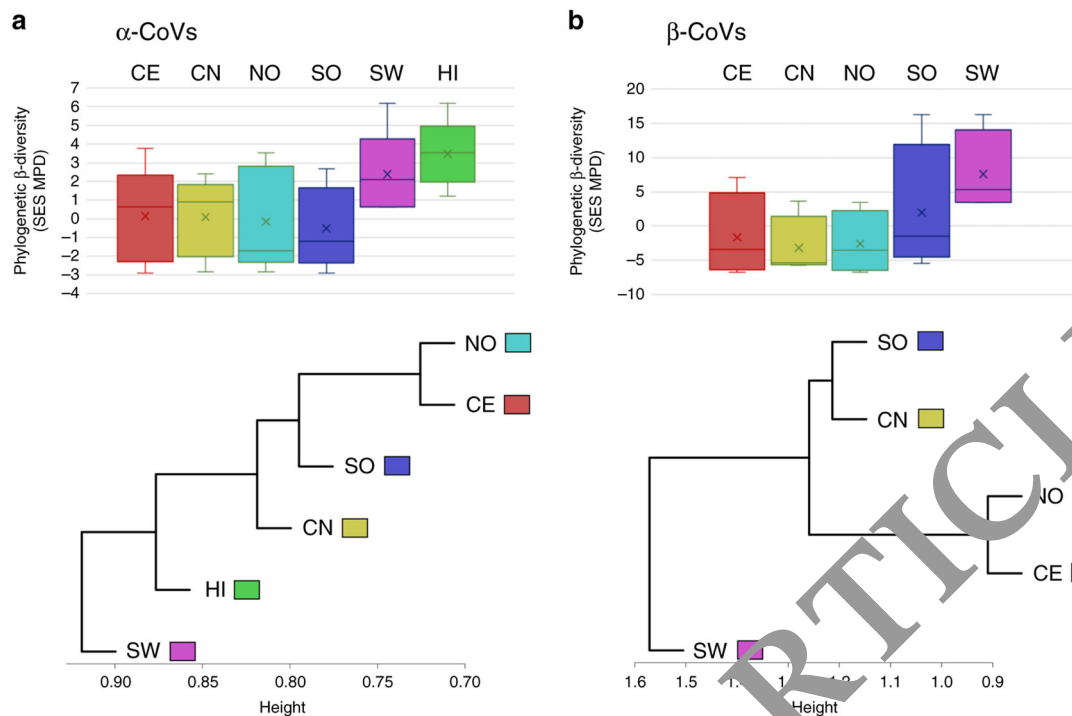 a
α-CoVs
CE CN NO SO SW HI
Phylogenetic β-diversity
(SES MPD)
7
6
5
4
3
2
1
0
–1
–2
–3
–4
NO
CE
SO
CN
HI
SW
0.90 0.85 0.80 0.75 0.70
Height
b
β-CoVs
CE CN NO SO SW
Phylogenetic β-diversity
(SES MPD)
20
15
10
5
0
–5
–10
SO
CN
NO
CE
SW
1.6 1.5 1.1 1.0 0.9
Height
RTICL